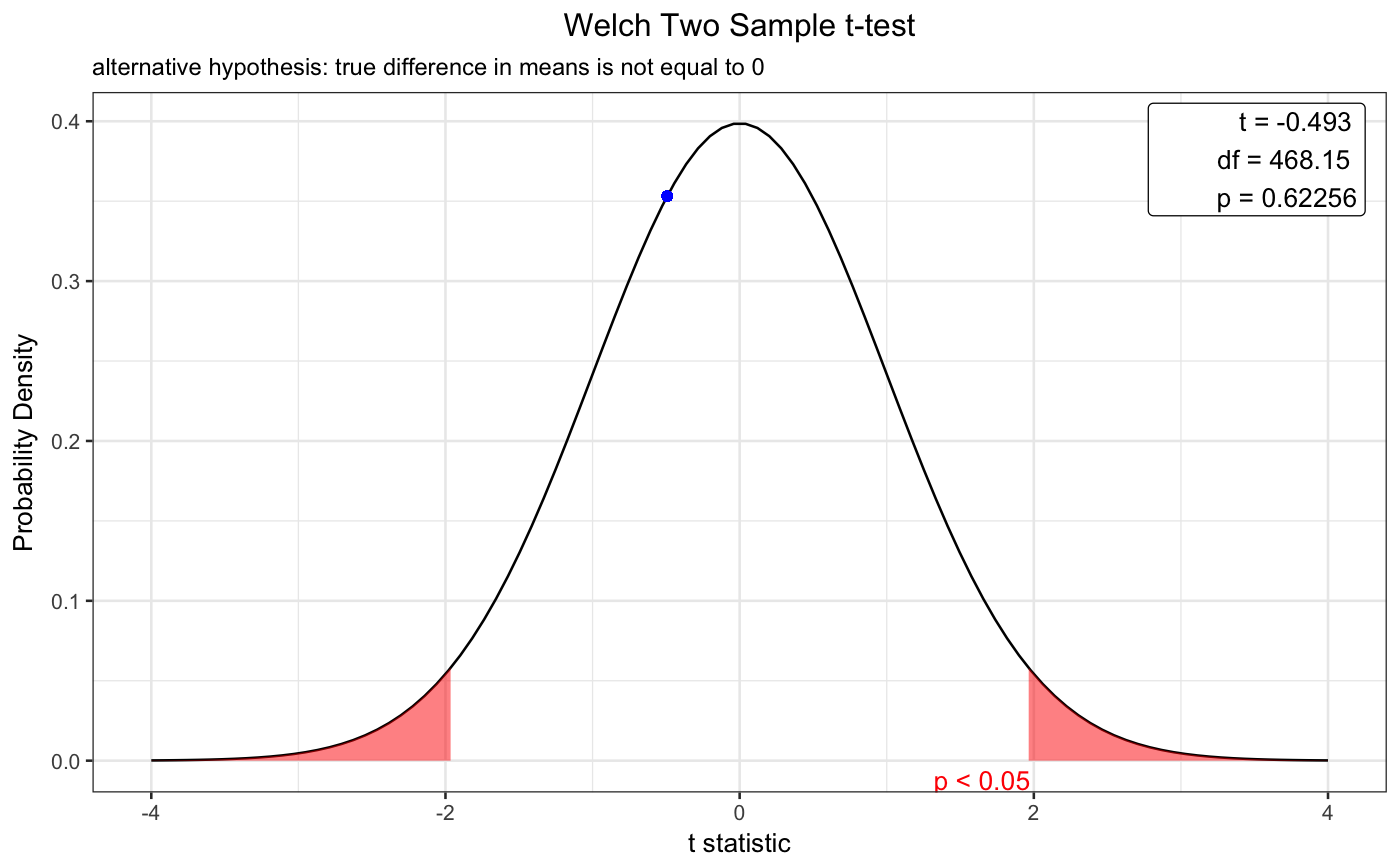 Welch Two Sample t-test
alternative hypothesis: true difference in means is not equal to 0
t = -0.493
df = 468.15
p = 0.62256
Probability Density
0.4
0.3
0.2
0.1
0.0
p < 0.05
-4
-2
0
2
4
t statistic